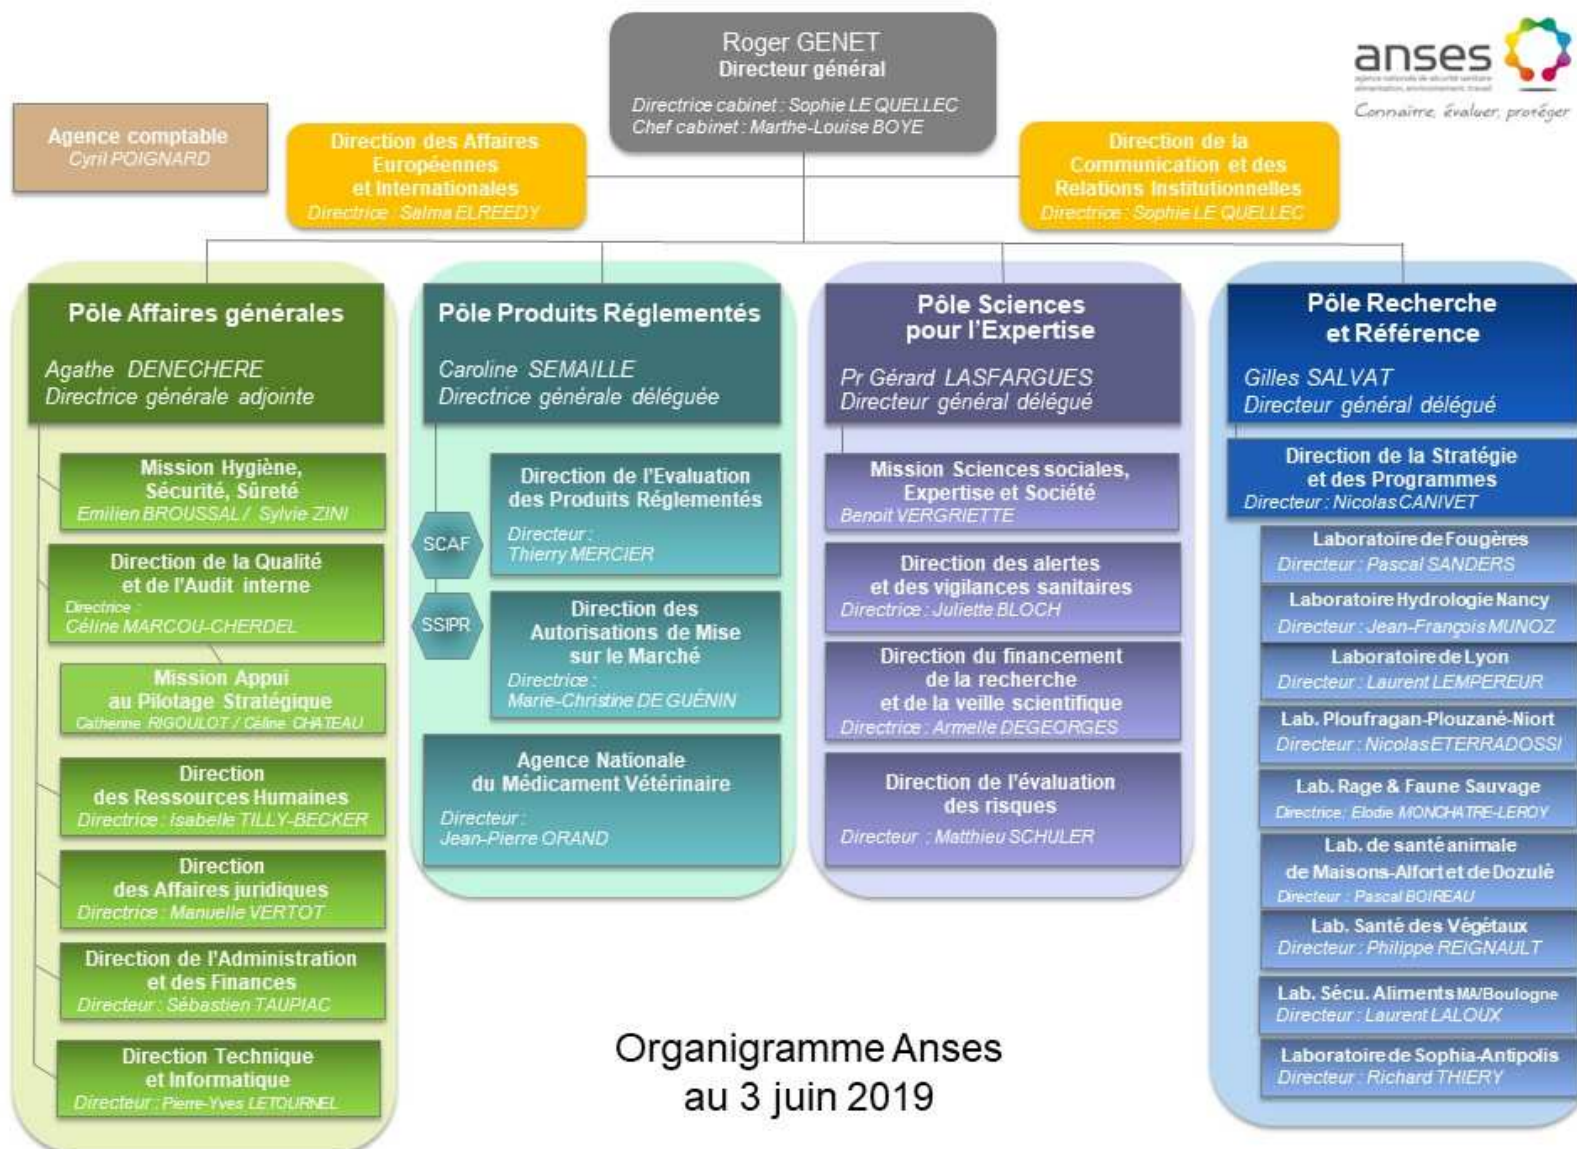 Roger GENET
Directeur général
Directrice cabinet : Sophie LE QUELLEC
Chef cabinet : Marthe-Louise BOYE
anses
agence nationale de sécurité sanitaire
alimentation, environnement, travail
Connaître, évaluer, protéger
Agence comptable
Cyril POIGNARD
Direction des Affaires
Européennes
et Internationales
Directrice : Salma ELREEDY
Direction de la
Communication et des
Relations Institutionnelles
Directrice : Sophie LE QUELLEC
Pôle Affaires générales
Agathe DENECHERE
Directrice générale adjointe
Mission Hygiène,
Sécurité, Sûreté
Emilien BROUSSAL / Sylvie ZINI
Direction de la Qualité
et de l'Audit interne
Directrice :
Céline MARCOU-CHERDEL
Mission Appui
au Pilotage Stratégique
Catherine RIGOULOT / Céline CHATEAU
Direction
des Ressources Humaines
Directrice : Isabelle TILLY-BECKER
Direction
des Affaires juridiques
Directrice : Manuelle VERTOT
Direction de l'Administration
et des Finances
Directeur : Sébastien TAUPIAC
Direction Technique
et Informatique
Directeur : Pierre-Yves LETOURNEL
Pôle Produits Réglementés
Caroline SEMAILLE
Directrice générale déléguée
Direction de l'Evaluation
des Produits Réglementés
Directeur :
Thierry MERCIER
SCAF
SSIPR
Direction des
Autorisations de Mise
sur le Marché
Directrice :
Marie-Christine DE GUÉNIN
Agence Nationale
du Médicament Vétérinaire
Directeur :
Jean-Pierre ORAND
Pôle Sciences
pour l'Expertise
Pr Gérard LASFARGUES
Directeur général délégué
Mission Sciences sociales,
Expertise et Société
Benoit VERGRIETTE
Direction des alertes
et des vigilances sanitaires
Directrice : Juliette BLOCH
Direction du financement
de la recherche
et de la veille scientifique
Directrice : Armelle DEGEORGES
Direction de l'évaluation
des risques
Directeur : Matthieu SCHULER
Pôle Recherche
et Référence
Gilles SALVAT
Directeur général délégué
Direction de la Stratégie
et des Programmes
Directeur : Nicolas CANIVET
Laboratoire de Fougères
Directeur : Pascal SANDERS
Laboratoire Hydrologie Nancy
Directeur : Jean-François MUNOZ
Laboratoire de Lyon
Directeur : Laurent LEMPEREUR
Lab. Ploufragan-Plouzané-Niort
Directeur : Nicolas ETERRADOSSI
Lab. Rage & Faune Sauvage
Directrice: Elodie MONCHATRE-LEROY
Lab. de santé animale
de Maisons-Alfort et de Dozulé
Directeur : Pascal BOIREAU
Lab. Santé des Végétaux
Directeur : Philippe REIGNAULT
Lab. Sécu. Aliments MA/Boulogne
Directeur : Laurent LALOUX
Laboratoire de Sophia-Antipolis
Directeur : Richard THIERY
Organigramme Anses
au 3 juin 2019